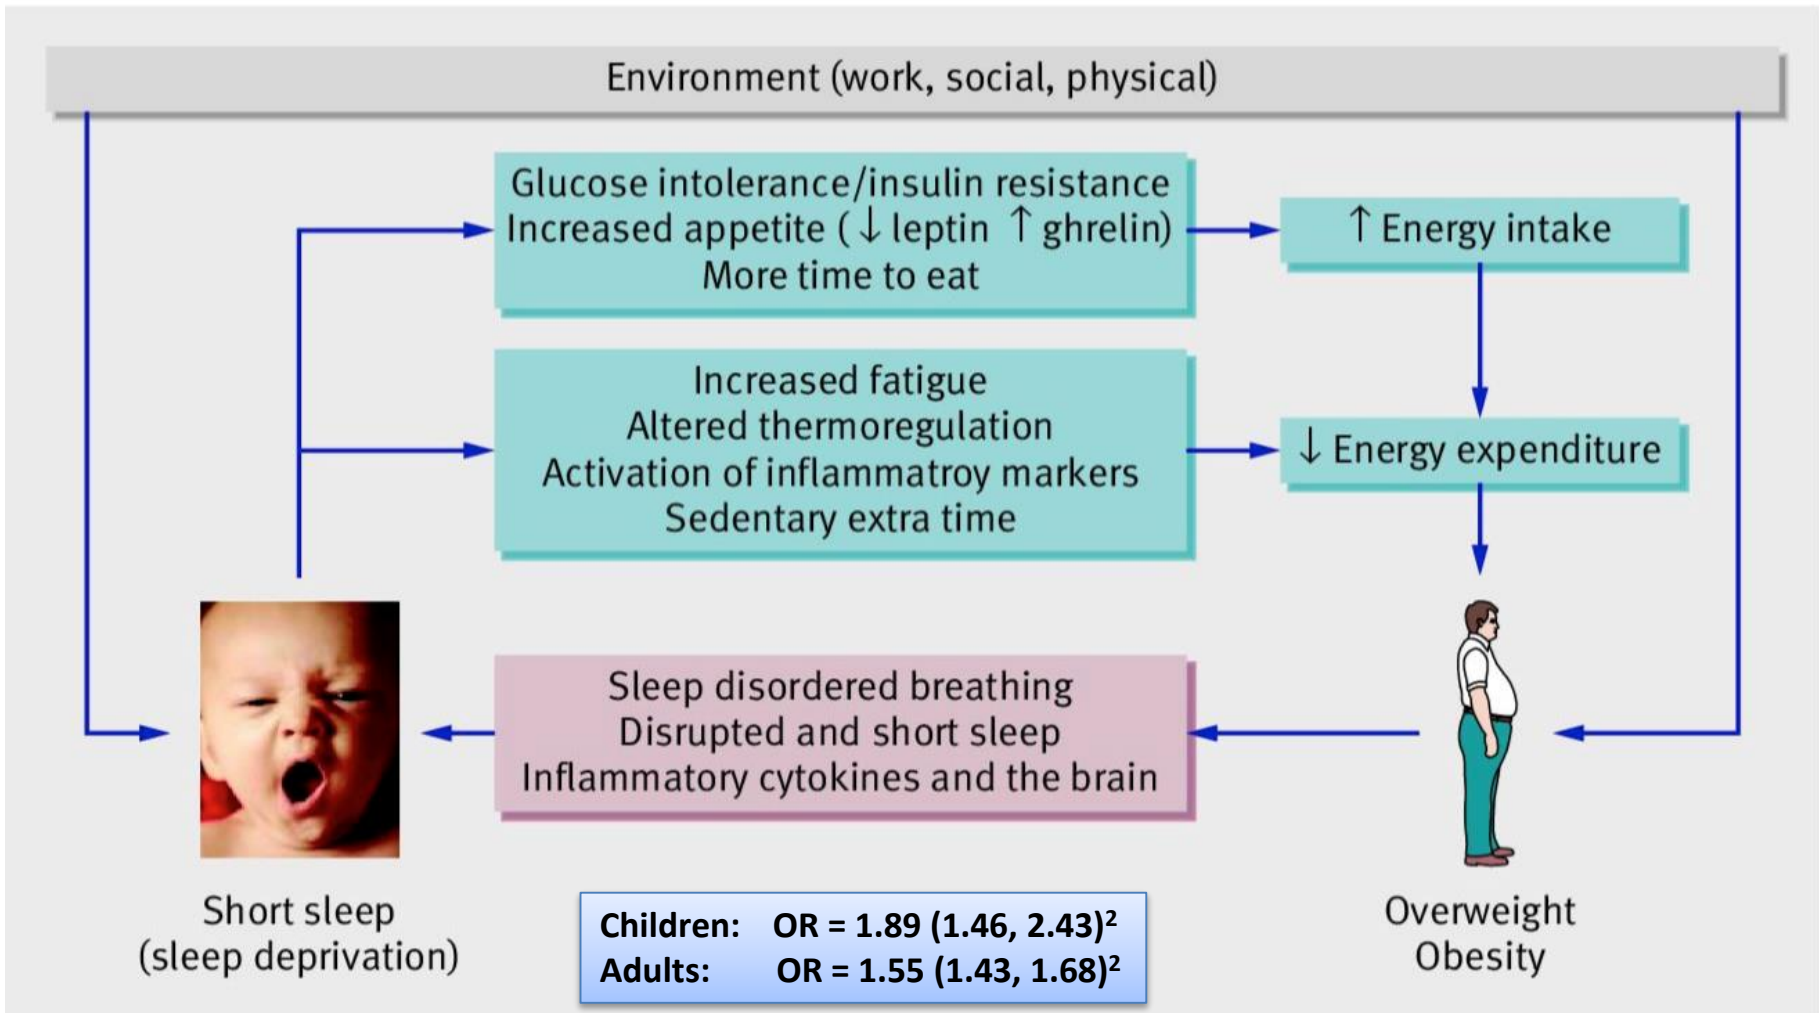 Environment (work, social, physical)
Glucose intolerance/insulin resistance
Increased appetite (↓ leptin ↑ ghrelin)
More time to eat
↑ Energy intake
Increased fatigue
Altered thermoregulation
Activation of inflammatroy markers
Sedentary extra time
↓ Energy expenditure
Sleep disordered breathing
Disrupted and short sleep
Inflammatory cytokines and the brain
Short sleep
(sleep deprivation)
Children: OR = 1.89 (1.46, 2.43)²
Adults: OR = 1.55 (1.43, 1.68)²
Overweight
Obesity